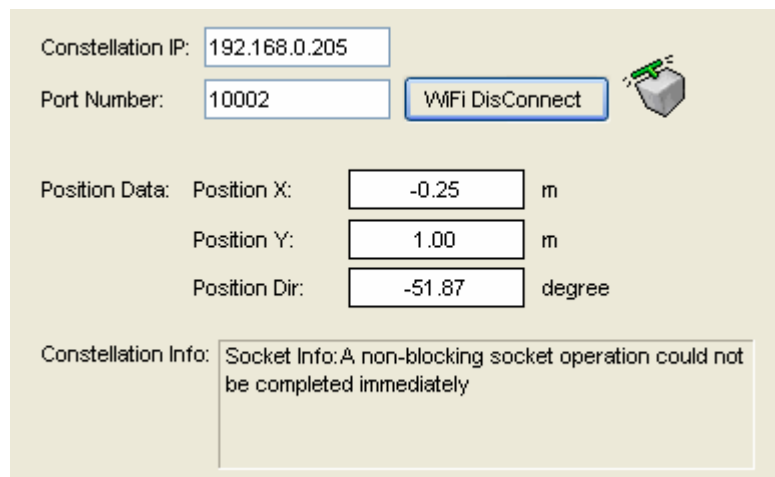 Constellation IP: 192.168.0.205
Port Number: 10002 WiFi DisConnect
Position Data: Position X: -0.25 m
Position Y: 1.00 m
Position Dir: -51.87 degree
Constellation Info: Socket Info:A non-blocking socket operation could not
be completed immediately